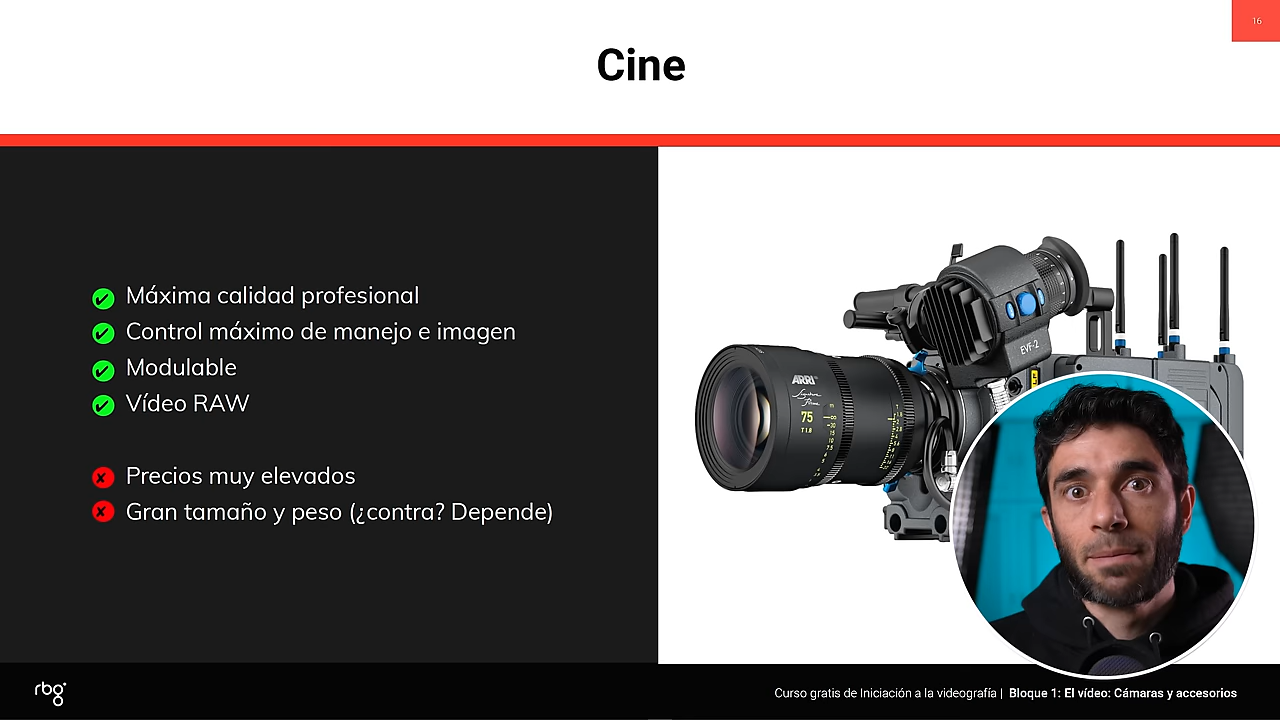 16
Cine
Máxima calidad profesional
Control máximo de manejo e imagen
Modulable
Vídeo RAW
Precios muy elevados
Gran tamaño y peso (¿contra? Depende)
EVF-2
ARRI
Signature
Prime
75
T1.8
rbg
Curso gratis de Iniciación a la videografía | Bloque 1: El vídeo: Cámaras y accesorios